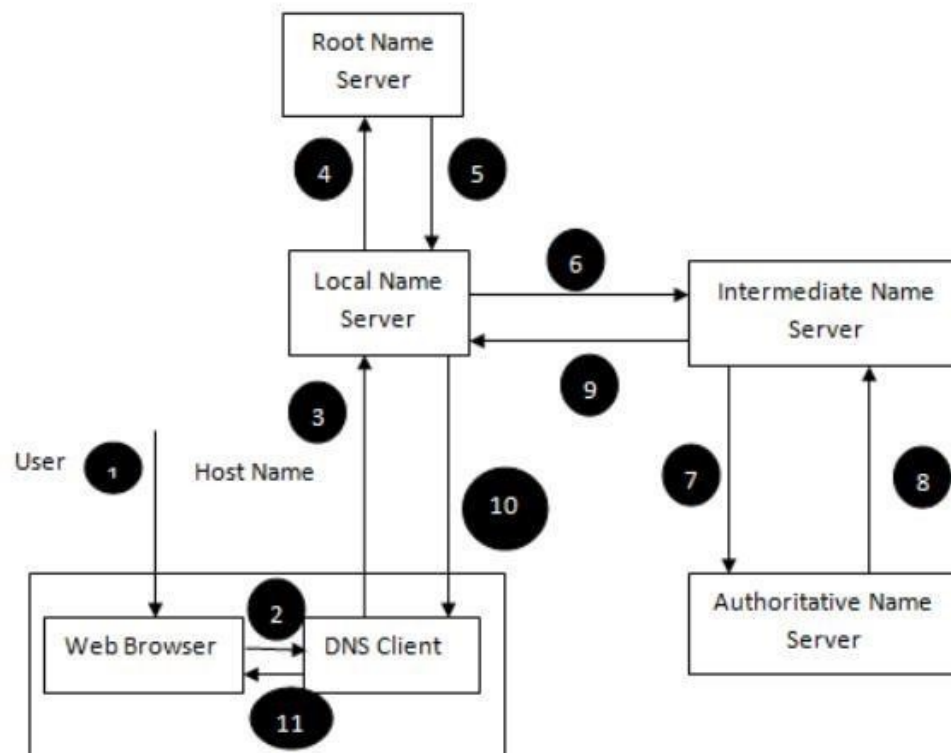 Root Name
Server
4
5
Local Name
Server
6
Intermediate Name
Server
9
3
User
1
Host Name
10
7
8
2
Web Browser
DNS Client
Authoritative Name
Server
11